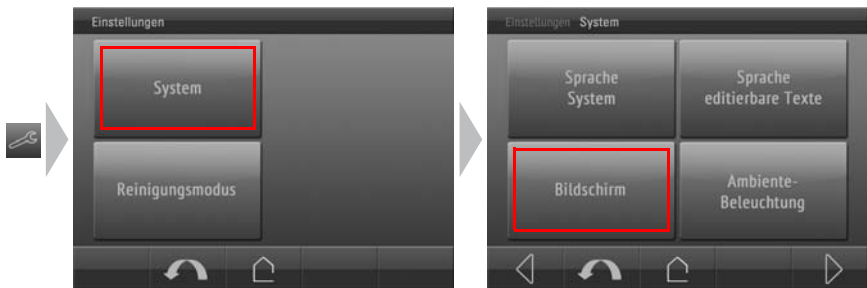 Einstellungen
System
Reinigungsmodus
Einstellungen System
Sprache
System
Sprache
editierbare Texte
Bildschirm
Ambiente-
Beleuchtung